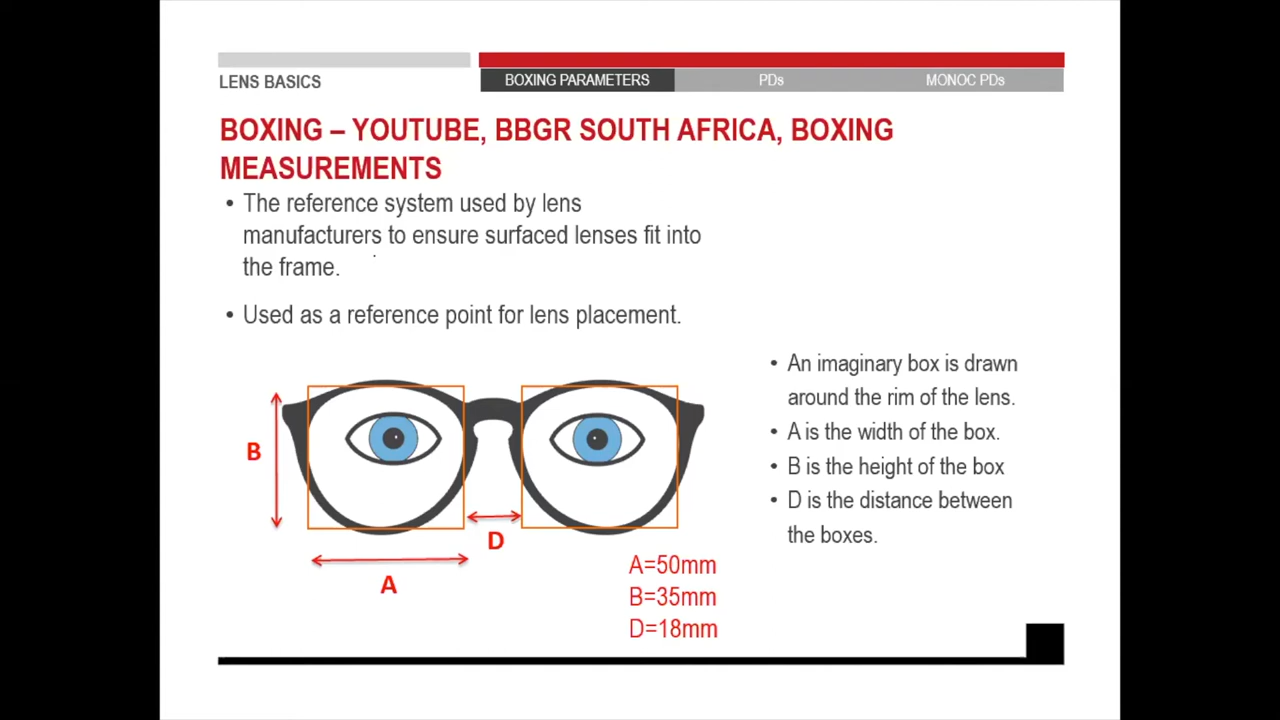 LENS BASICS
BOXING PARAMETERS
PDs
MONOC PDs
BOXING – YOUTUBE, BBGR SOUTH AFRICA, BOXING
MEASUREMENTS
• The reference system used by lens
manufacturers to ensure surfaced lenses fit into
the frame.
• Used as a reference point for lens placement.
• An imaginary box is drawn
around the rim of the lens.
• A is the width of the box.
• B is the height of the box
• D is the distance between
the boxes.
B
D
A
A=50mm
B=35mm
D=18mm